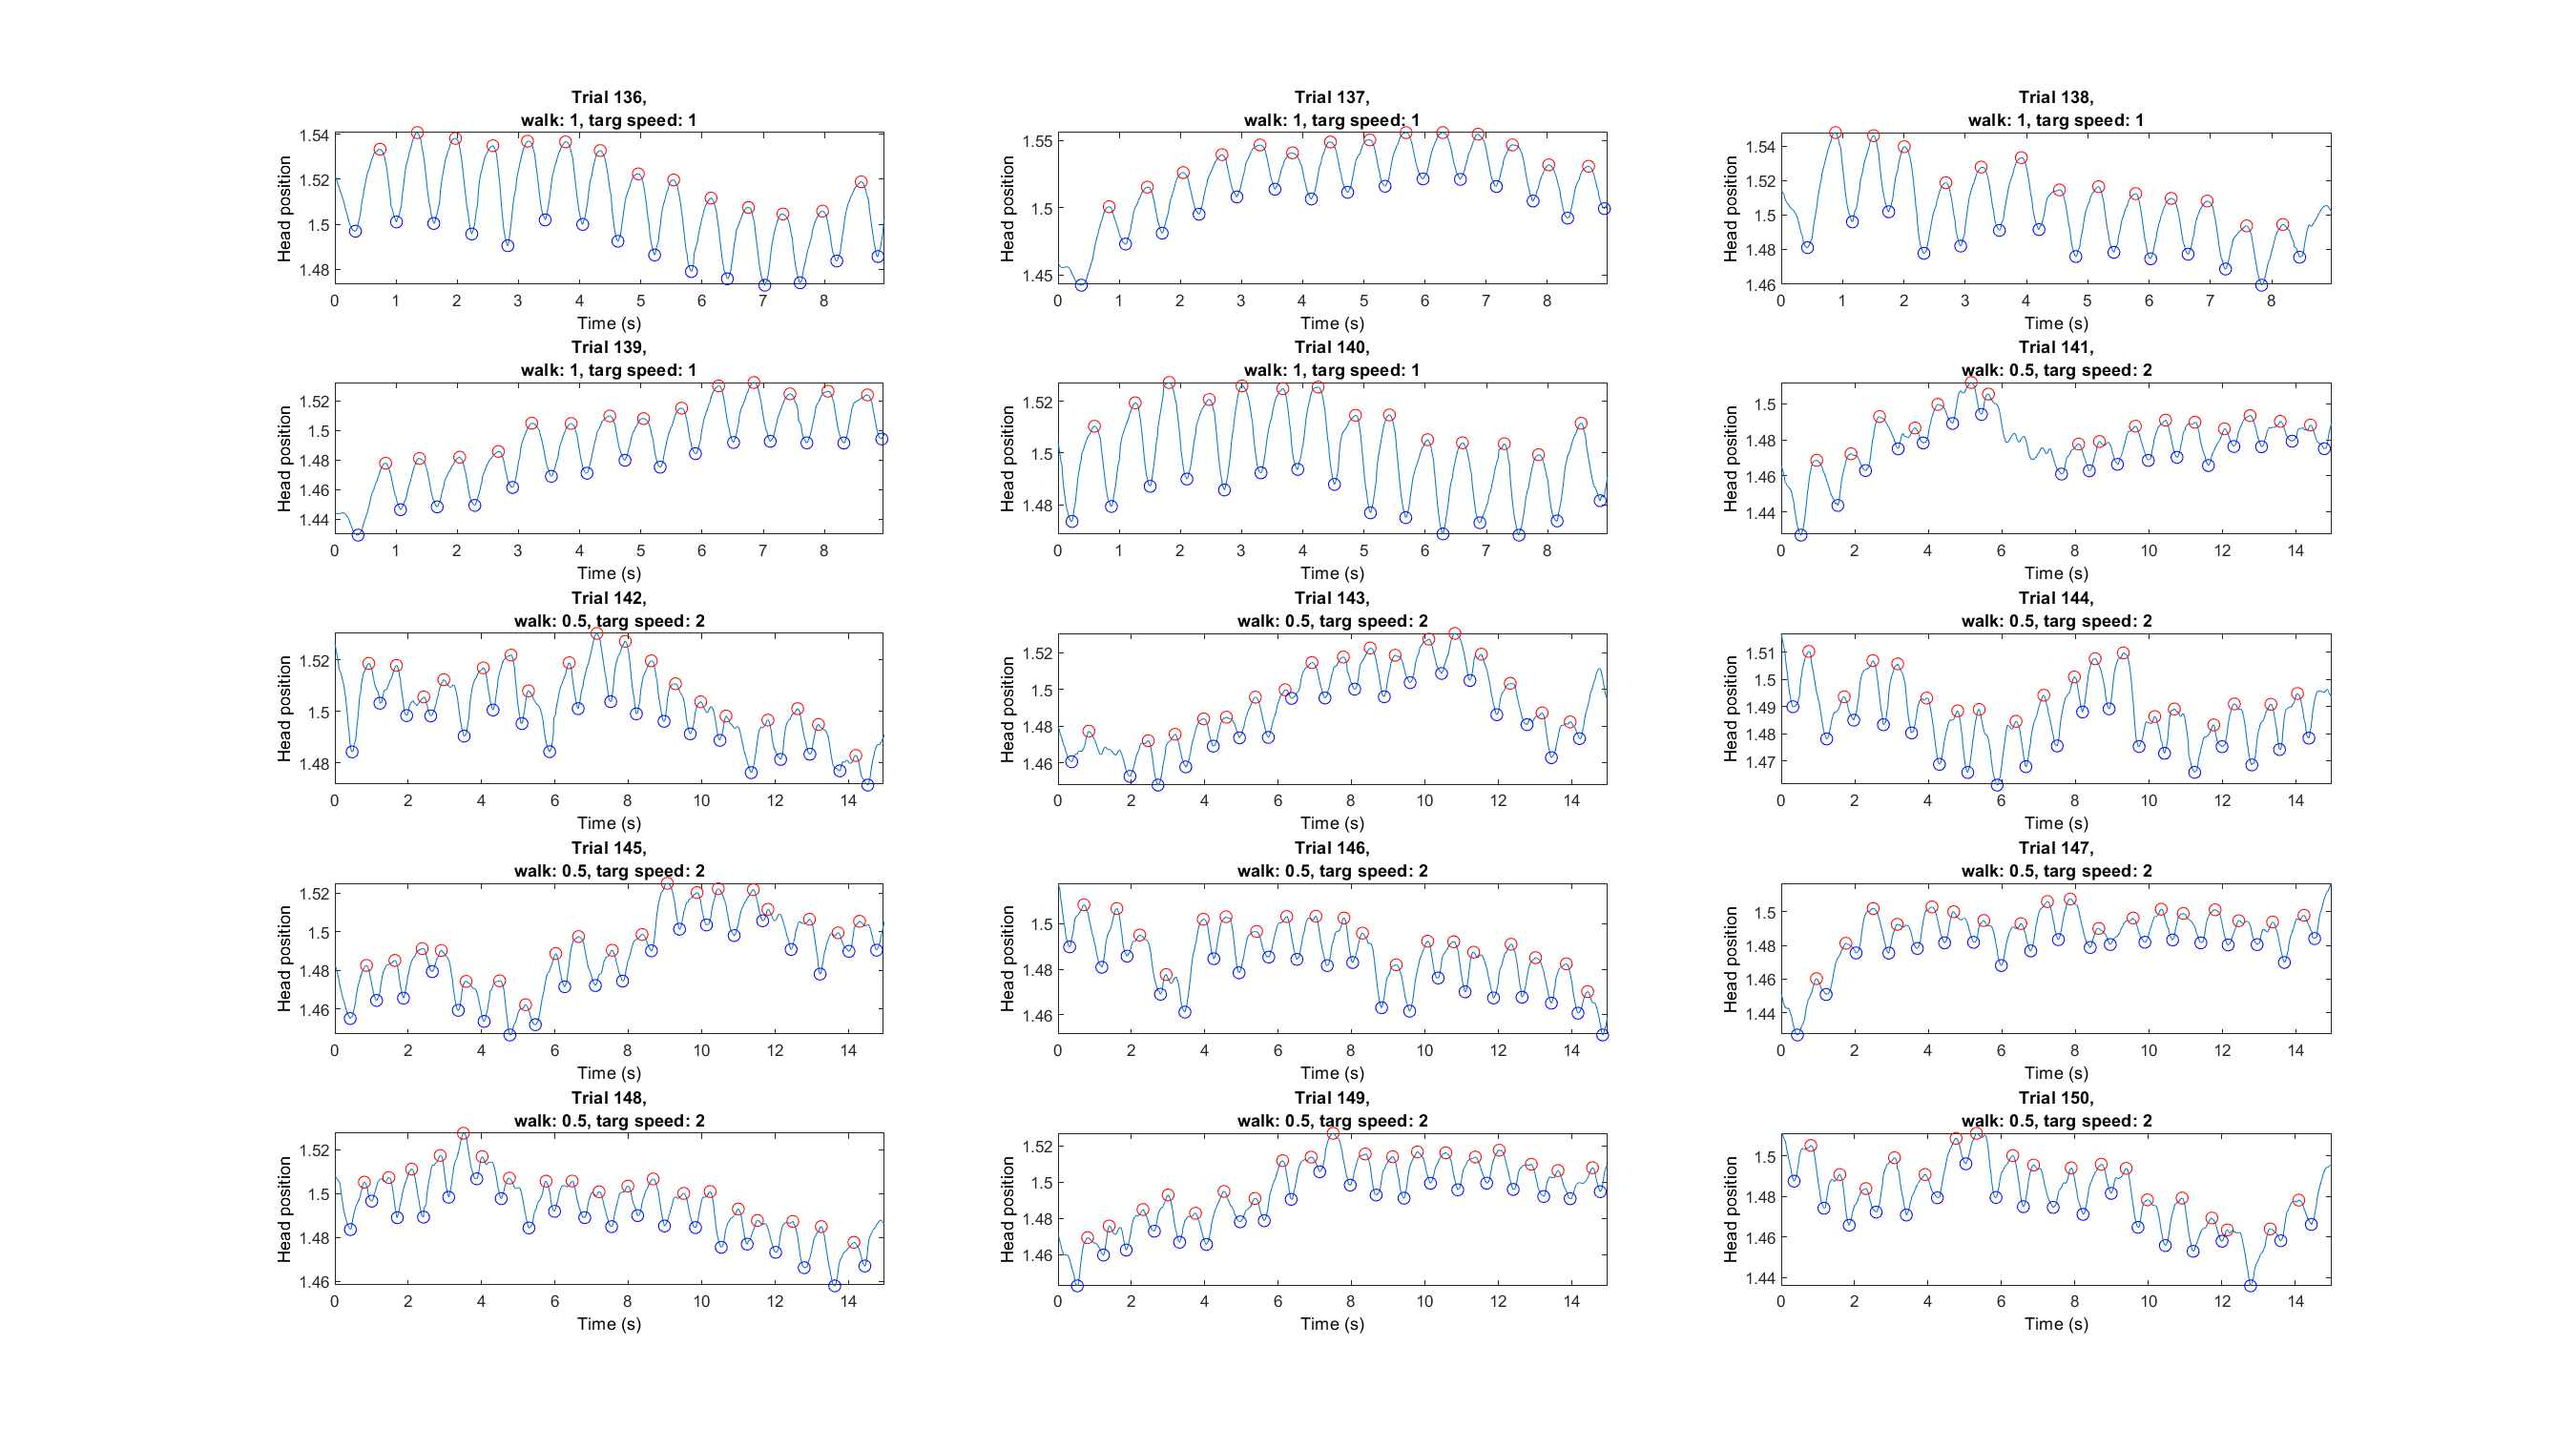 Trial 136,
walk: 1, targ speed: 1
Head position
1.54
1.52
1.5
1.48
0 1 2 3 4 5 6 7 8
Time (s)
Trial 137,
walk: 1, targ speed: 1
Head position
1.55
1.5
1.45
0 1 2 3 4 5 6 7 8
Time (s)
Trial 138,
walk: 1, targ speed: 1
Head position
1.54
1.52
1.5
1.48
1.46
0 1 2 3 4 5 6 7 8
Time (s)
Trial 139,
walk: 1, targ speed: 1
Head position
1.52
1.5
1.48
1.46
1.44
0 1 2 3 4 5 6 7 8
Time (s)
Trial 140,
walk: 1, targ speed: 1
Head position
1.52
1.5
1.48
0 1 2 3 4 5 6 7 8
Time (s)
Trial 141,
walk: 0.5, targ speed: 2
Head position
1.5
1.48
1.46
1.44
0 2 4 6 8 10 12 14
Time (s)
Trial 142,
walk: 0.5, targ speed: 2
Head position
1.52
1.5
1.48
0 2 4 6 8 10 12 14
Time (s)
Trial 143,
walk: 0.5, targ speed: 2
Head position
1.52
1.5
1.48
1.46
0 2 4 6 8 10 12 14
Time (s)
Trial 144,
walk: 0.5, targ speed: 2
Head position
1.51
1.5
1.49
1.48
1.47
0 2 4 6 8 10 12 14
Time (s)
Trial 145,
walk: 0.5, targ speed: 2
Head position
1.52
1.5
1.48
1.46
0 2 4 6 8 10 12 14
Time (s)
Trial 146,
walk: 0.5, targ speed: 2
Head position
1.5
1.48
1.46
0 2 4 6 8 10 12 14
Time (s)
Trial 147,
walk: 0.5, targ speed: 2
Head position
1.5
1.48
1.46
1.44
0 2 4 6 8 10 12 14
Time (s)
Trial 148,
walk: 0.5, targ speed: 2
Head position
1.52
1.5
1.48
1.46
0 2 4 6 8 10 12 14
Time (s)
Trial 149,
walk: 0.5, targ speed: 2
Head position
1.52
1.5
1.48
1.46
0 2 4 6 8 10 12 14
Time (s)
Trial 150,
walk: 0.5, targ speed: 2
Head position
1.5
1.48
1.46
1.44
0 2 4 6 8 10 12 14
Time (s)